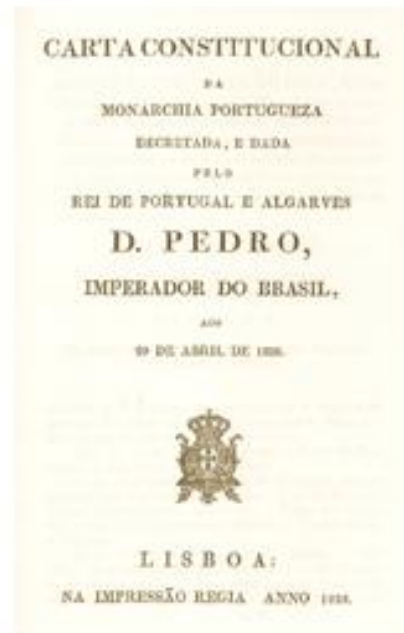 CARTA CONSTITUCIONAL
DA
MONARCHIA PORTUGUEZA
DECRETADA, E DADA
PELO
REI DE PORTUGAL E ALGARVES
D. PEDRO,
IMPERADOR DO BRASIL,
AOS
29 DE ABRIL DE 1826.
LISBOA:
NA IMPRESSÃO REGIA ANNO